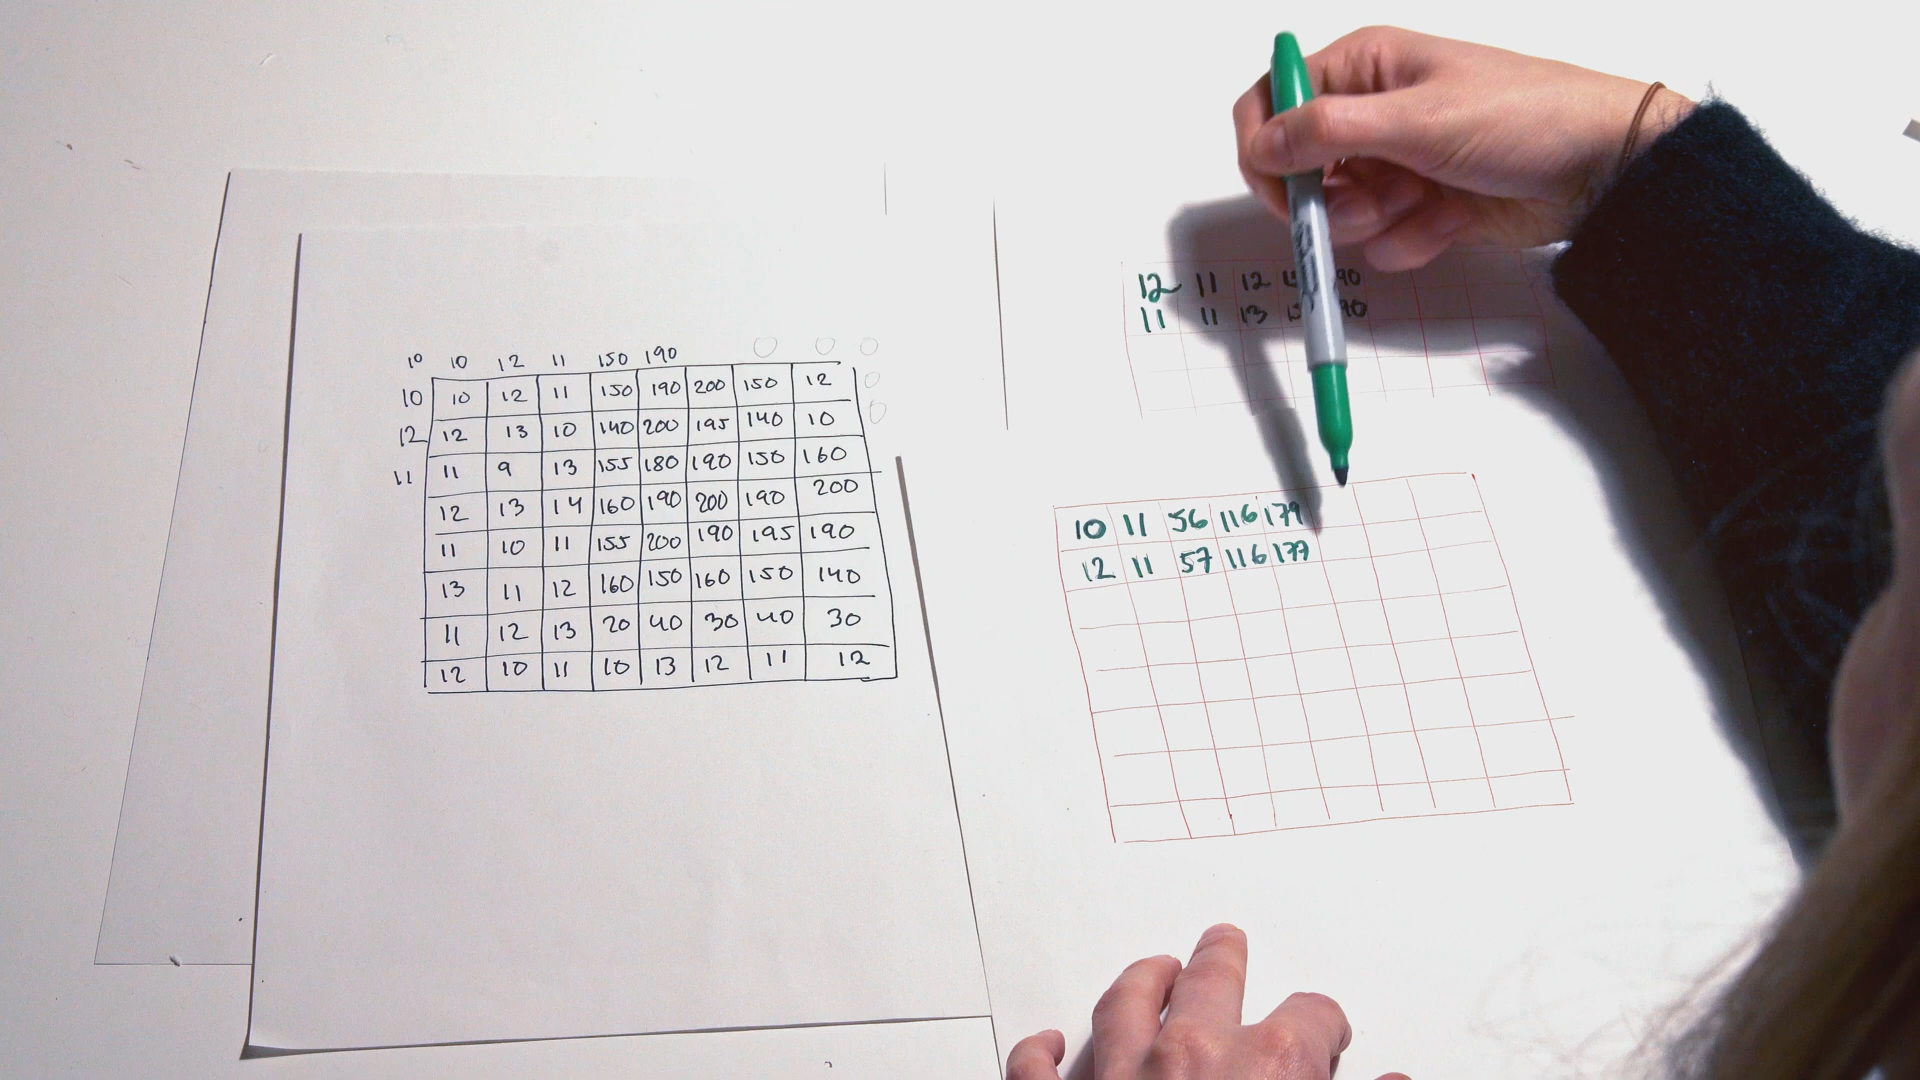 10 10 12 11 150 190
10 10 12 11 150 190 200 150 12
12 12 13 10 140 200 195 140 10
11 11 9 13 155 180 190 150 160
12 13 14 160 190 200 190 200
11 10 11 155 200 190 195 190
13 11 12 160 150 160 150 140
11 12 13 20 40 30 40 30
12 10 11 10 13 12 11 12
12 11 12 90
11 11 13 90
10 11 56 116 179
12 11 57 116 177